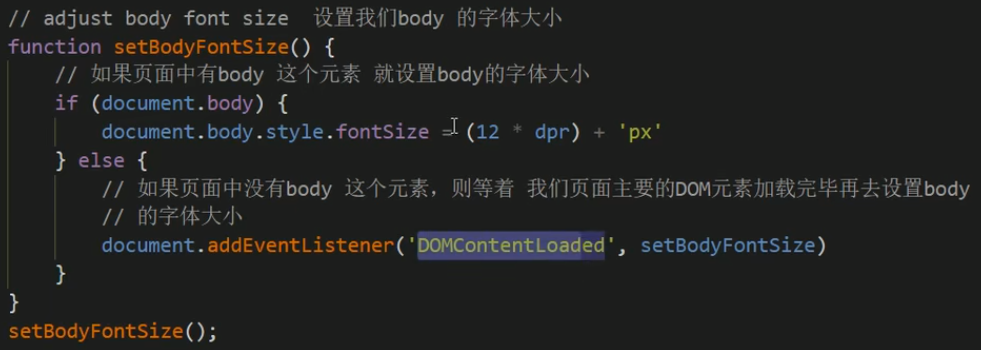 // adjust body font size  设置我们body 的字体大小
function setBodyFontSize() {
    // 如果页面中有body 这个元素 就设置body的字体大小
    if (document.body) {
        document.body.style.fontSize = (12 * dpr) + 'px'
    } else {
        // 如果页面中没有body 这个元素，则等着 我们页面主要的DOM元素加载完毕再去设置body
        // 的字体大小
        document.addEventListener('DOMContentLoaded', setBodyFontSize)
    }
}
setBodyFontSize();